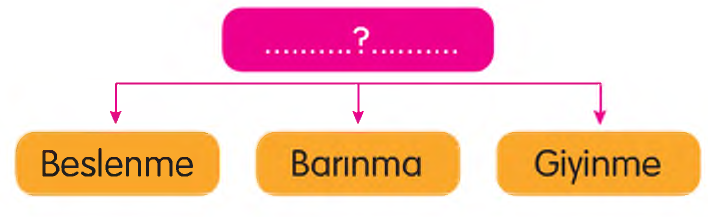 ..........?..........
Beslenme
Barınma
Giyinme